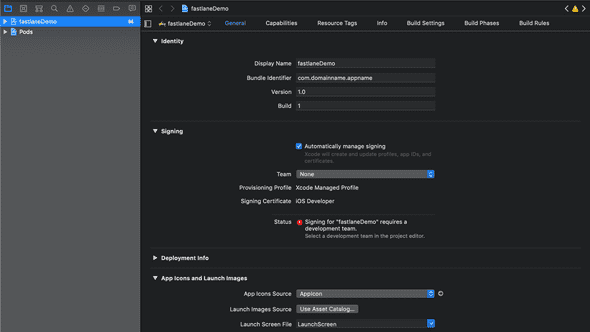 fastlaneDemo
fastlaneDemo M
Pods
fastlaneDemo General Capabilities Resource Tags Info Build Settings Build Phases Build Rules
Identity
Display Name fastlaneDemo
Bundle Identifier com.domainname.appname
Version 1.0
Build 1
Signing
Automatically manage signing
Xcode will create and update profiles, app IDs, and
certificates.
Team None
Provisioning Profile Xcode Managed Profile
Signing Certificate iOS Developer
Status Signing for "fastlaneDemo" requires a
development team.
Select a development team in the project editor.
Deployment Info
App Icons and Launch Images
App Icons Source AppIcon
Launch Images Source Use Asset Catalog...
Launch Screen File LaunchScreen